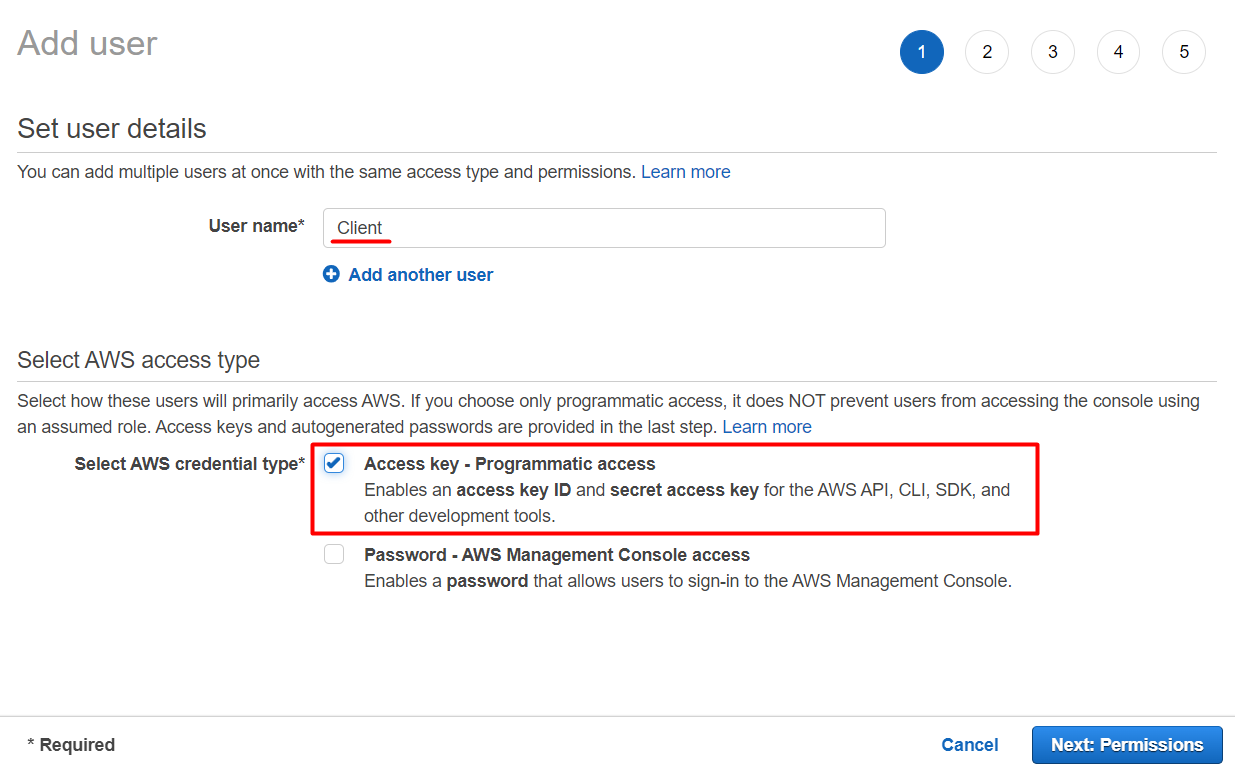 Add user
1 2 3 4 5
Set user details
You can add multiple users at once with the same access type and permissions. Learn more
User name* Client
Add another user
Select AWS access type
Select how these users will primarily access AWS. If you choose only programmatic access, it does NOT prevent users from accessing the console using
an assumed role. Access keys and autogenerated passwords are provided in the last step. Learn more
Select AWS credential type* Access key - Programmatic access
Enables an access key ID and secret access key for the AWS API, CLI, SDK, and
other development tools.
Password - AWS Management Console access
Enables a password that allows users to sign-in to the AWS Management Console.
* Required Cancel Next: Permissions